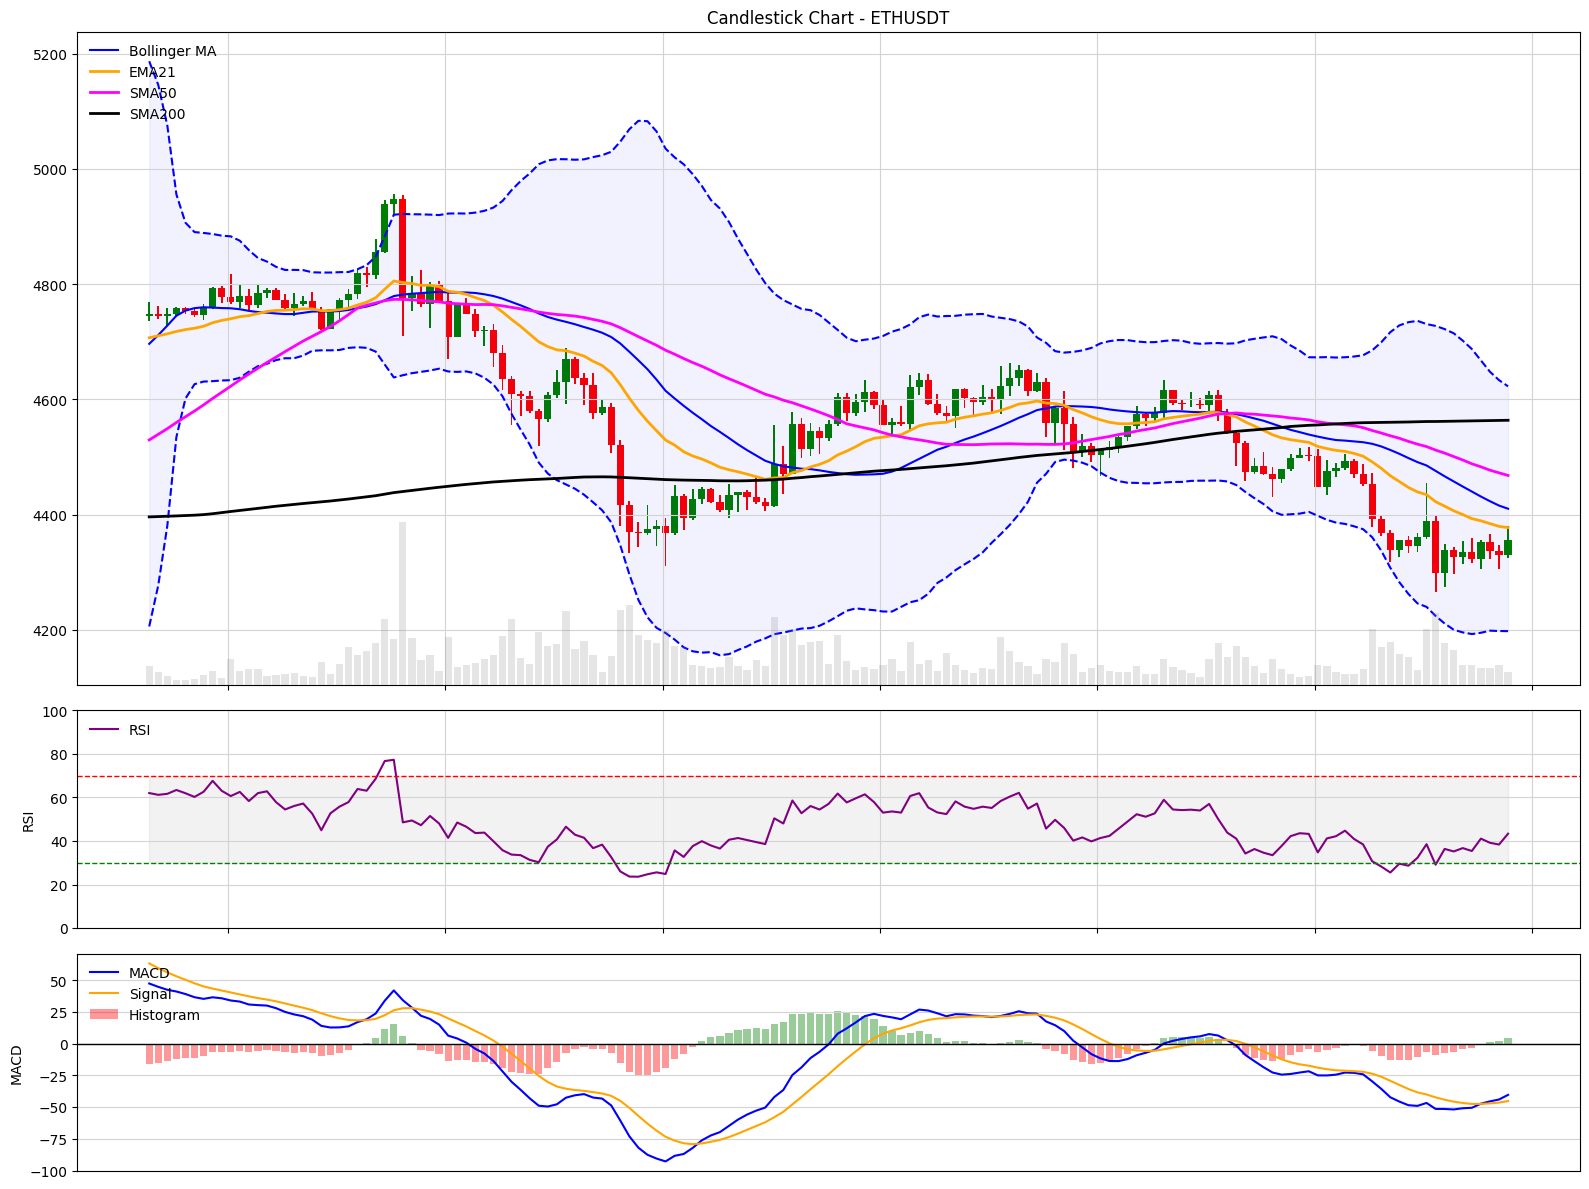 Candlestick Chart - ETHUSDT
5200
5000
4800
4600
4400
4200
Bollinger MA
EMA21
SMA50
SMA200
100
80
60
40
20
0
RSI
RSI
50
25
0
−25
−50
−75
−100
MACD
MACD
Signal
Histogram